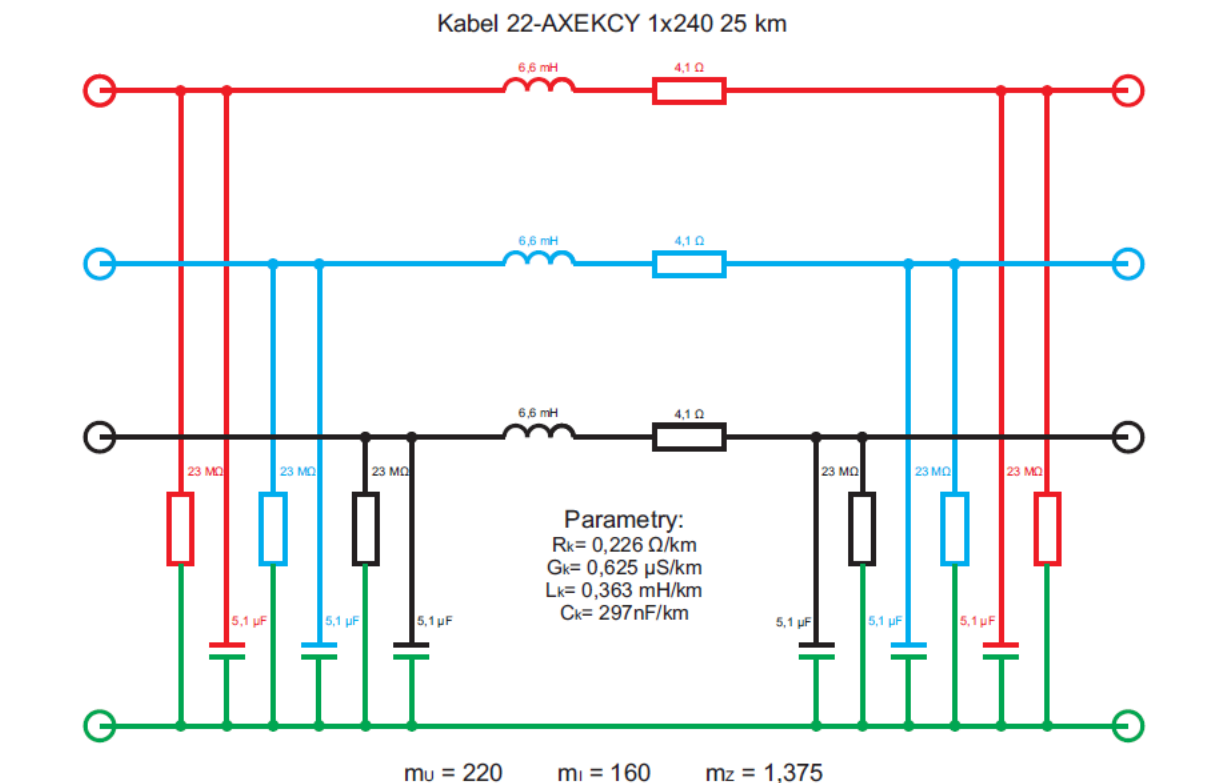 Kabel 22-AXEKCY 1x240 25 km
6,6 mH 4,1 Ω
6,6 mH 4,1 Ω
6,6 mH 4,1 Ω
23 MΩ 23 MΩ 23 MΩ 23 MΩ 23 MΩ 23 MΩ
Parametry:
Rk= 0,226 Ω/km
Gk= 0,625 µS/km
Lk= 0,363 mH/km
Ck= 297nF/km
5,1 µF 5,1 µF 5,1 µF 5,1 µF 5,1 µF 5,1 µF
mU = 220 mI = 160 mZ = 1,375